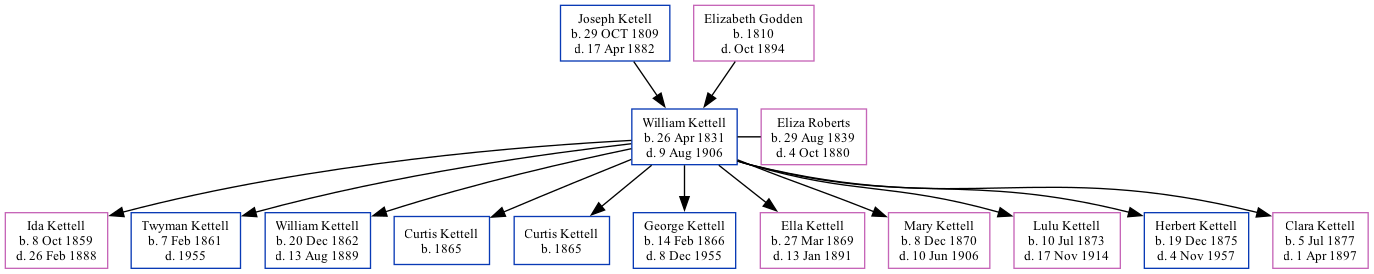 Joseph Ketell
b. 29 OCT 1809
d. 17 Apr 1882
Elizabeth Godden
b. 1810
d. Oct 1894
William Kettell
b. 26 Apr 1831
d. 9 Aug 1906
Eliza Roberts
b. 29 Aug 1839
d. 4 Oct 1880
Ida Kettell
b. 8 Oct 1859
d. 26 Feb 1888
Twyman Kettell
b. 7 Feb 1861
d. 1955
William Kettell
b. 20 Dec 1862
d. 13 Aug 1889
Curtis Kettell
b. 1865
Curtis Kettell
b. 1865
George Kettell
b. 14 Feb 1866
d. 8 Dec 1955
Ella Kettell
b. 27 Mar 1869
d. 13 Jan 1891
Mary Kettell
b. 8 Dec 1870
d. 10 Jun 1906
Lulu Kettell
b. 10 Jul 1873
d. 17 Nov 1914
Herbert Kettell
b. 19 Dec 1875
d. 4 Nov 1957
Clara Kettell
b. 5 Jul 1877
d. 1 Apr 1897